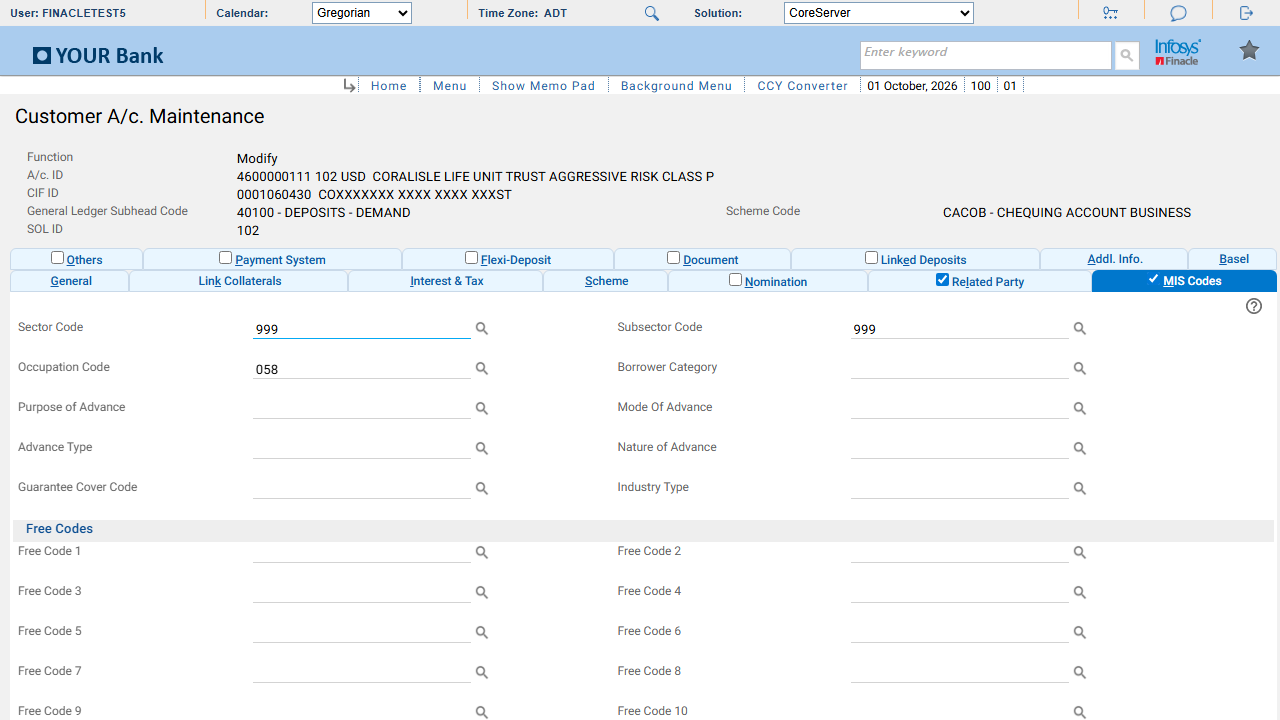 User: FINACLETEST5 Calendar: Gregorian Time Zone: ADT Solution: CoreServer
YOUR Bank Enter keyword Infosys Finacle
Home Menu Show Memo Pad Background Menu CCY Converter 01 October, 2026 100 01
Customer A/c. Maintenance
Function Modify
A/c. ID 4600000111 102 USD CORALISLE LIFE UNIT TRUST AGGRESSIVE RISK CLASS P
CIF ID 0001060430 COXXXXXXX XXXX XXXX XXXST
General Ledger Subhead Code 40100 - DEPOSITS - DEMAND Scheme Code CACOB - CHEQUING ACCOUNT BUSINESS
SOL ID 102
Others Payment System Flexi-Deposit Document Linked Deposits Addl. Info. Basel
General Link Collaterals Interest & Tax Scheme Nomination Related Party MIS Codes
Sector Code 999 Subsector Code 999
Occupation Code 058 Borrower Category
Purpose of Advance Mode Of Advance
Advance Type Nature of Advance
Guarantee Cover Code Industry Type
Free Codes
Free Code 1 Free Code 2
Free Code 3 Free Code 4
Free Code 5 Free Code 6
Free Code 7 Free Code 8
Free Code 9 Free Code 10